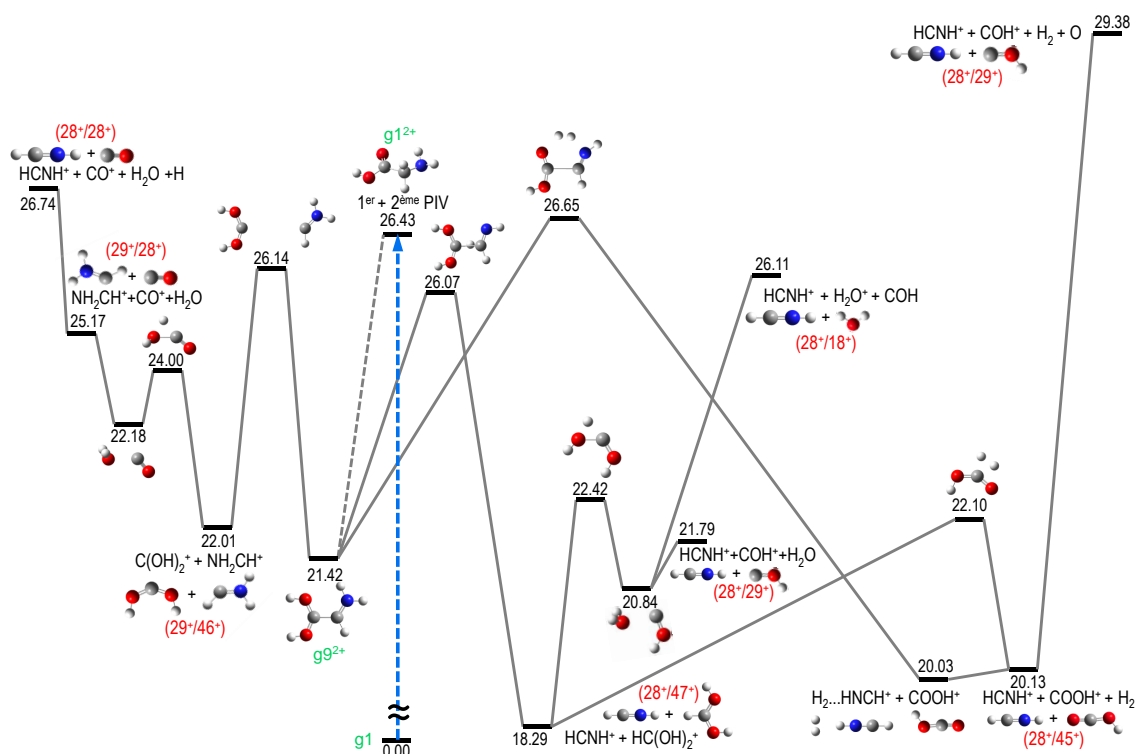 HCNH⁺ + COH⁺ + H₂ + O
29.38
(28⁺/29⁺)
(28⁺/28⁺)
HCNH⁺ + CO⁺ + H₂O +H
26.74
g1²⁺
1ᵉʳ + 2ᵉᵐᵉ PIV
26.43
26.65
(29⁺/28⁺)
NH₂CH⁺+CO⁺+H₂O
25.17
26.14
26.07
26.11
HCNH⁺ + H₂O⁺ + COH
(28⁺/18⁺)
24.00
22.18
22.01
C(OH)₂⁺ + NH₂CH⁺
(29⁺/46⁺)
21.42
g9²⁺
22.42
21.79
HCNH⁺+COH⁺+H₂O
(28⁺/29⁺)
20.84
22.10
20.03
H₂...HNCH⁺ + COOH⁺
20.13
HCNH⁺ + COOH⁺ + H₂
(28⁺/45⁺)
(28⁺/47⁺)
HCNH⁺ + HC(OH)₂⁺
18.29
≈
g1
0.00